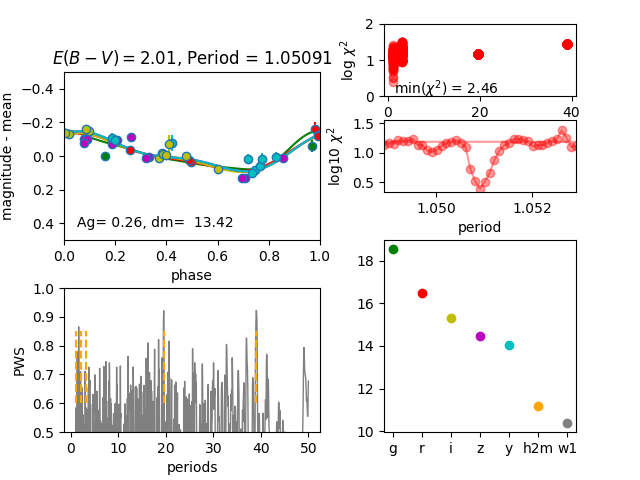 E(B − V) = 2.01, Period = 1.05091
magnitude - mean
−0.4
−0.2
0.0
0.2
0.4
Ag= 0.26, dm=  13.42
0.0 0.2 0.4 0.6 0.8 1.0
phase
log χ²
2
1
0
min(χ²) = 2.46
0 20 40
log10 χ²
1.5
1.0
0.5
1.050 1.052
period
PWS
1.0
0.9
0.8
0.7
0.6
0.5
0 10 20 30 40 50
periods
18
16
14
12
10
g r i z y h2m w1